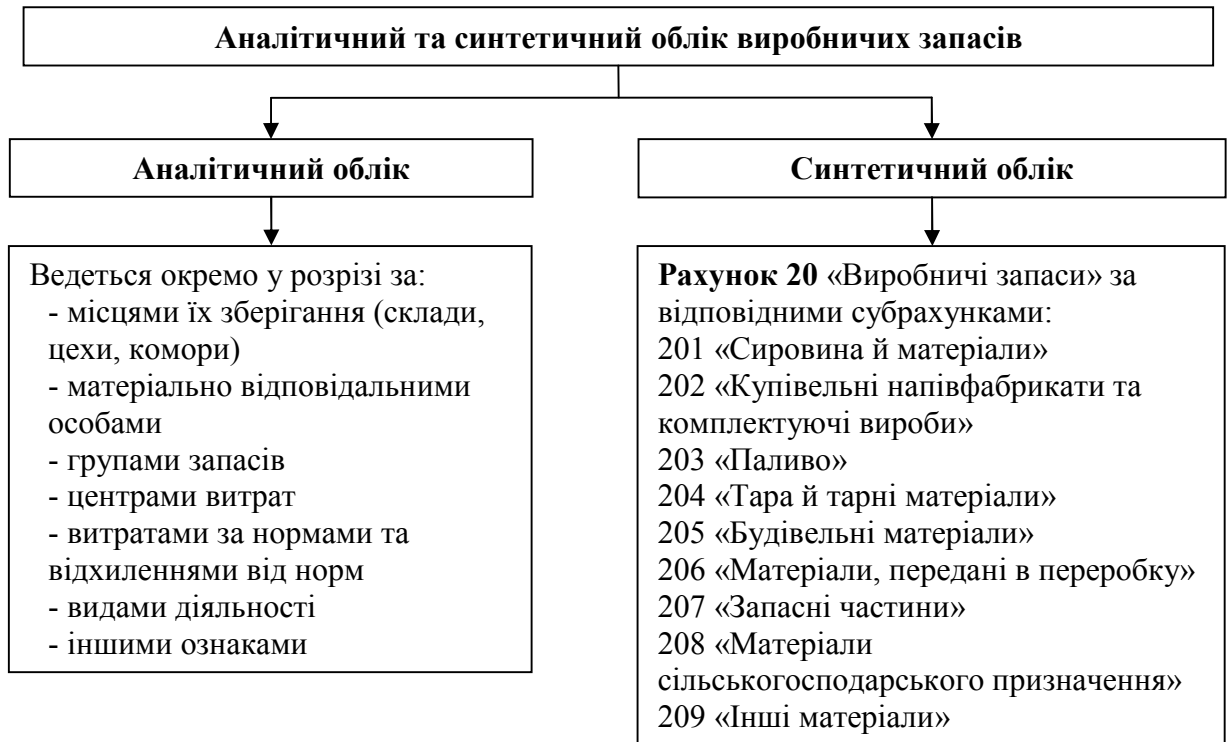 Аналітичний та синтетичний облік виробничих запасів
Аналітичний облік
Ведеться окремо у розрізі за:
- місцями їх зберігання (склади,
цехи, комори)
- матеріально відповідальними
особами
- групами запасів
- центрами витрат
- витратами за нормами та
відхиленнями від норм
- видами діяльності
- іншими ознаками
Синтетичний облік
Рахунок 20 «Виробничі запаси» за
відповідними субрахунками:
201 «Сировина й матеріали»
202 «Купівельні напівфабрикати та
комплектуючі вироби»
203 «Паливо»
204 «Тара й тарні матеріали»
205 «Будівельні матеріали»
206 «Матеріали, передані в переробку»
207 «Запасні частини»
208 «Матеріали
сільськогосподарського призначення»
209 «Інші матеріали»